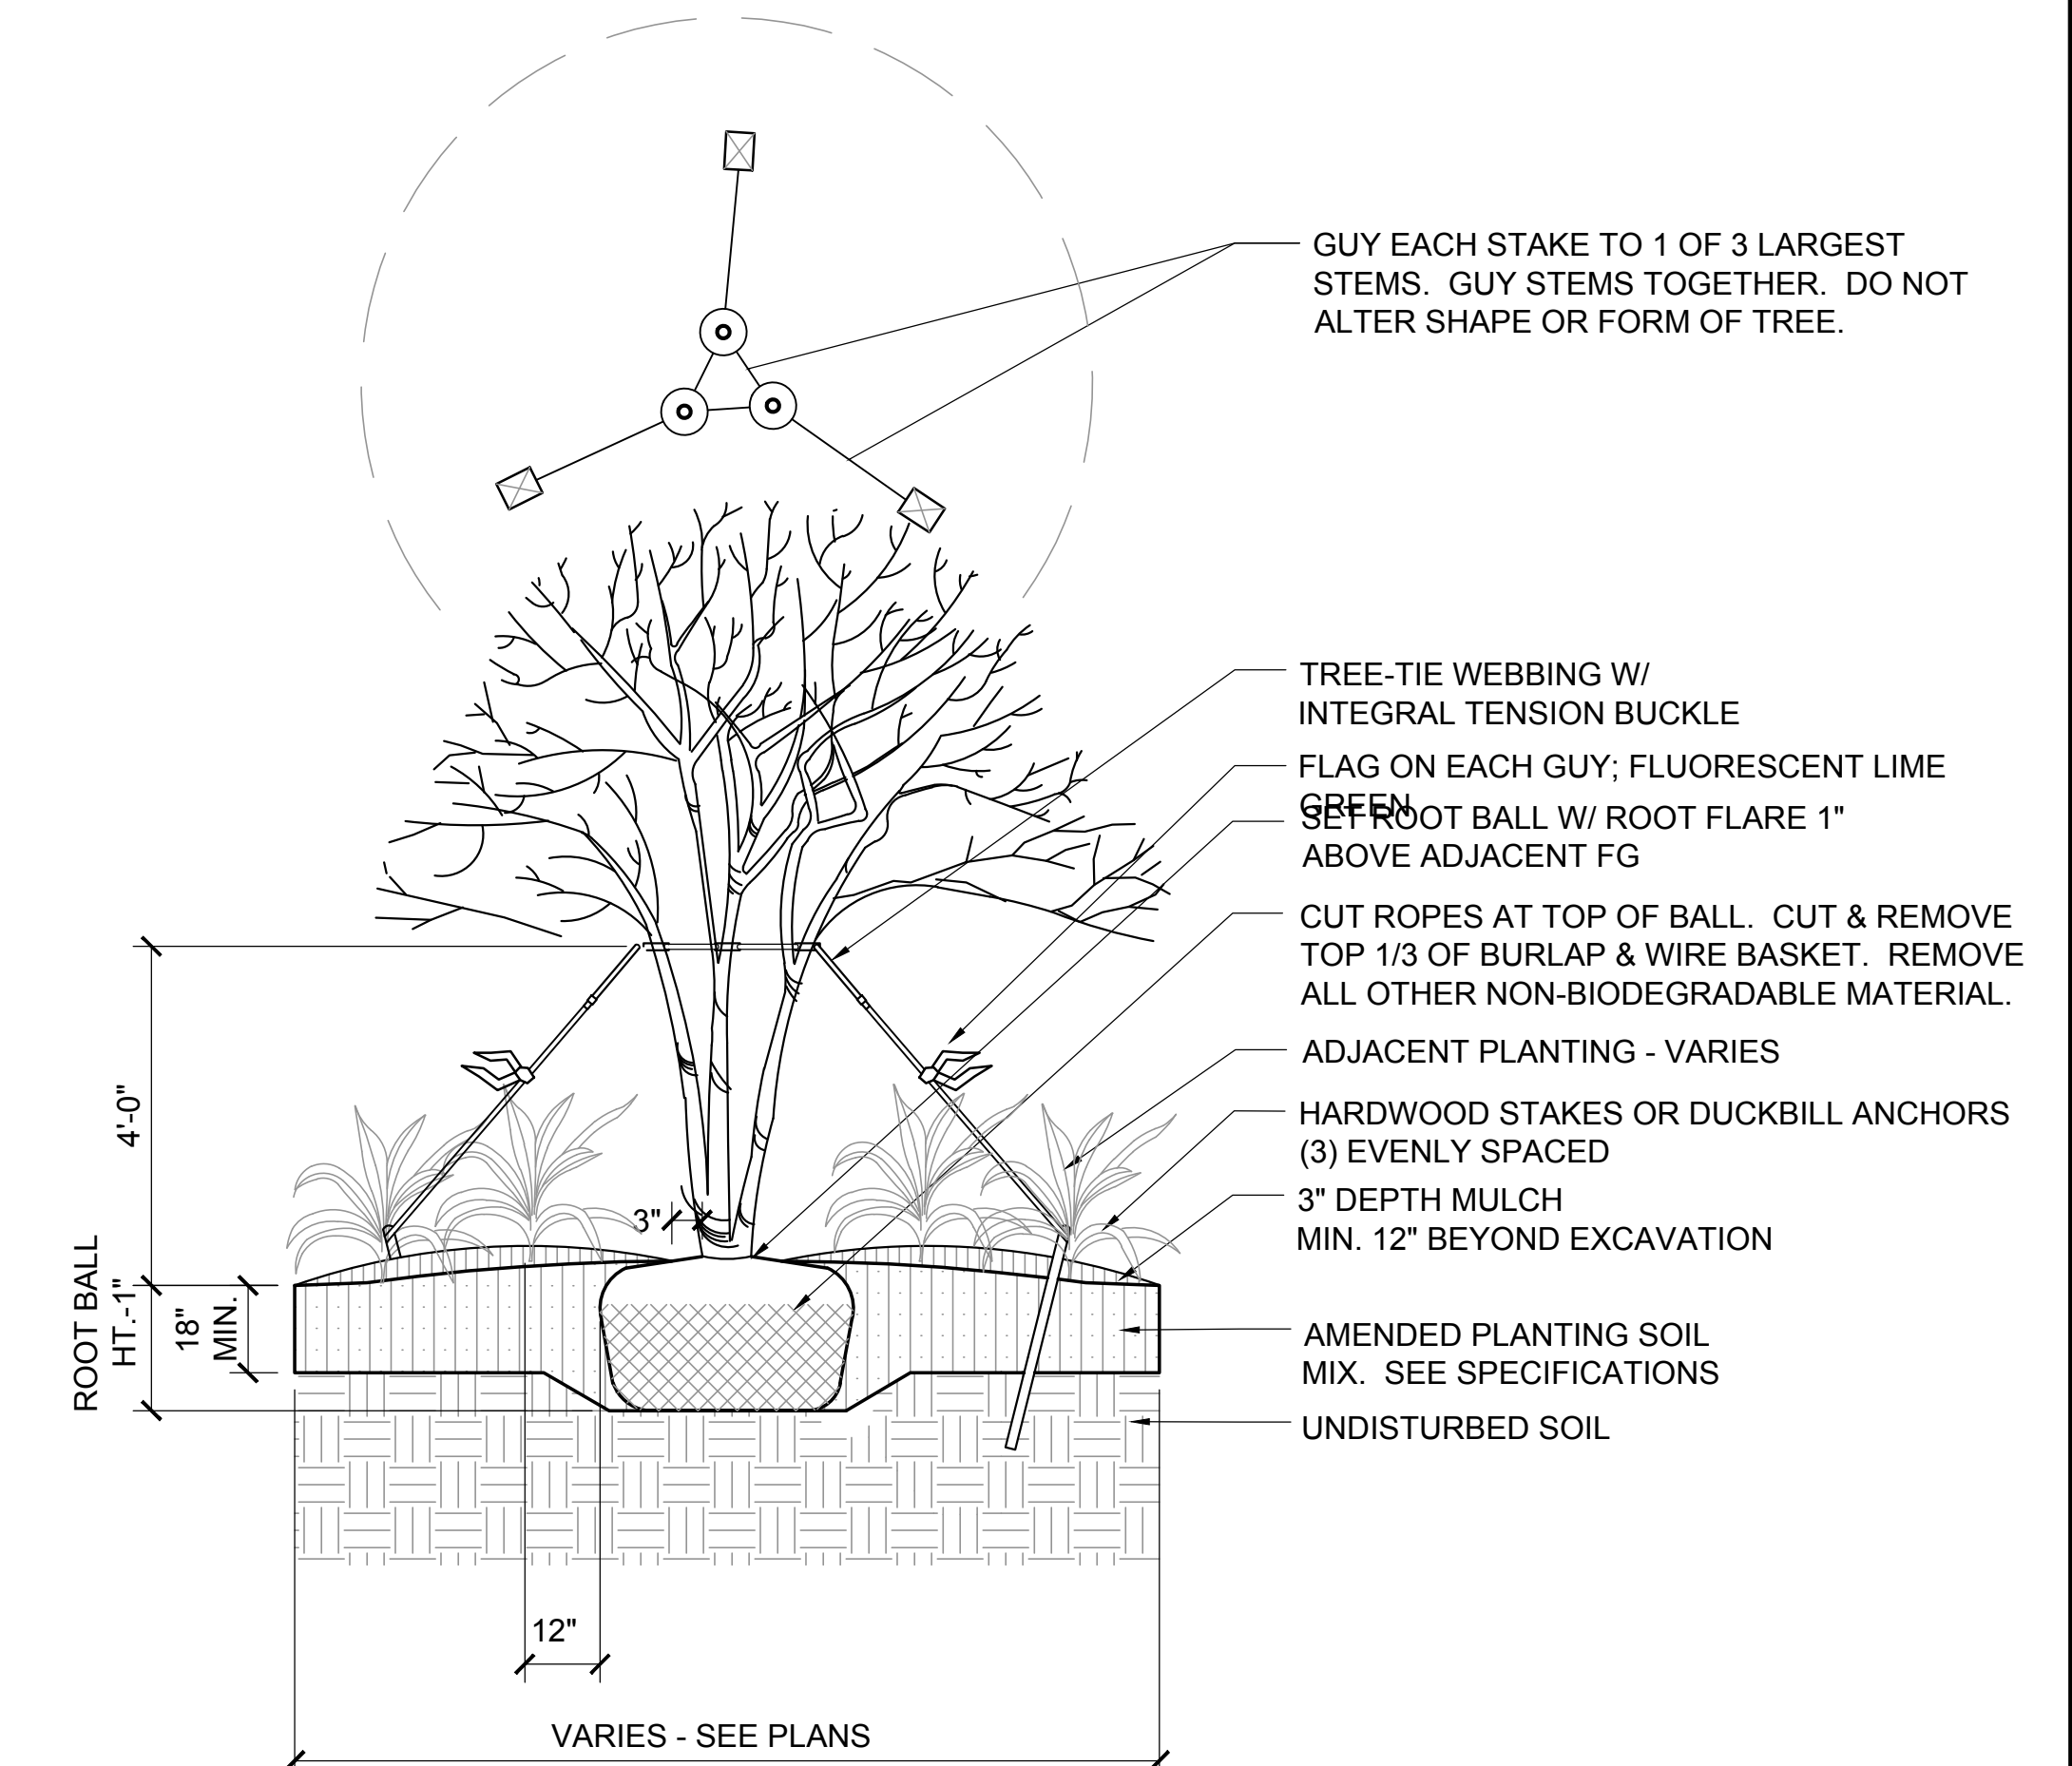 GUY EACH STAKE TO 1 OF 3 LARGEST
STEMS.  GUY STEMS TOGETHER.  DO NOT
ALTER SHAPE OR FORM OF TREE.
TREE-TIE WEBBING W/
INTEGRAL TENSION BUCKLE
FLAG ON EACH GUY; FLUORESCENT LIME
GREEN
SET ROOT BALL W/ ROOT FLARE 1"
ABOVE ADJACENT FG
CUT ROPES AT TOP OF BALL.  CUT & REMOVE
TOP 1/3 OF BURLAP & WIRE BASKET.  REMOVE
ALL OTHER NON-BIODEGRADABLE MATERIAL.
ADJACENT PLANTING - VARIES
HARDWOOD STAKES OR DUCKBILL ANCHORS
(3) EVENLY SPACED
3" DEPTH MULCH
MIN. 12" BEYOND EXCAVATION
AMENDED PLANTING SOIL
MIX.  SEE SPECIFICATIONS
UNDISTURBED SOIL
4'-0"
3"
ROOT BALL
HT.-1"
18"
MIN.
12"
VARIES - SEE PLANS